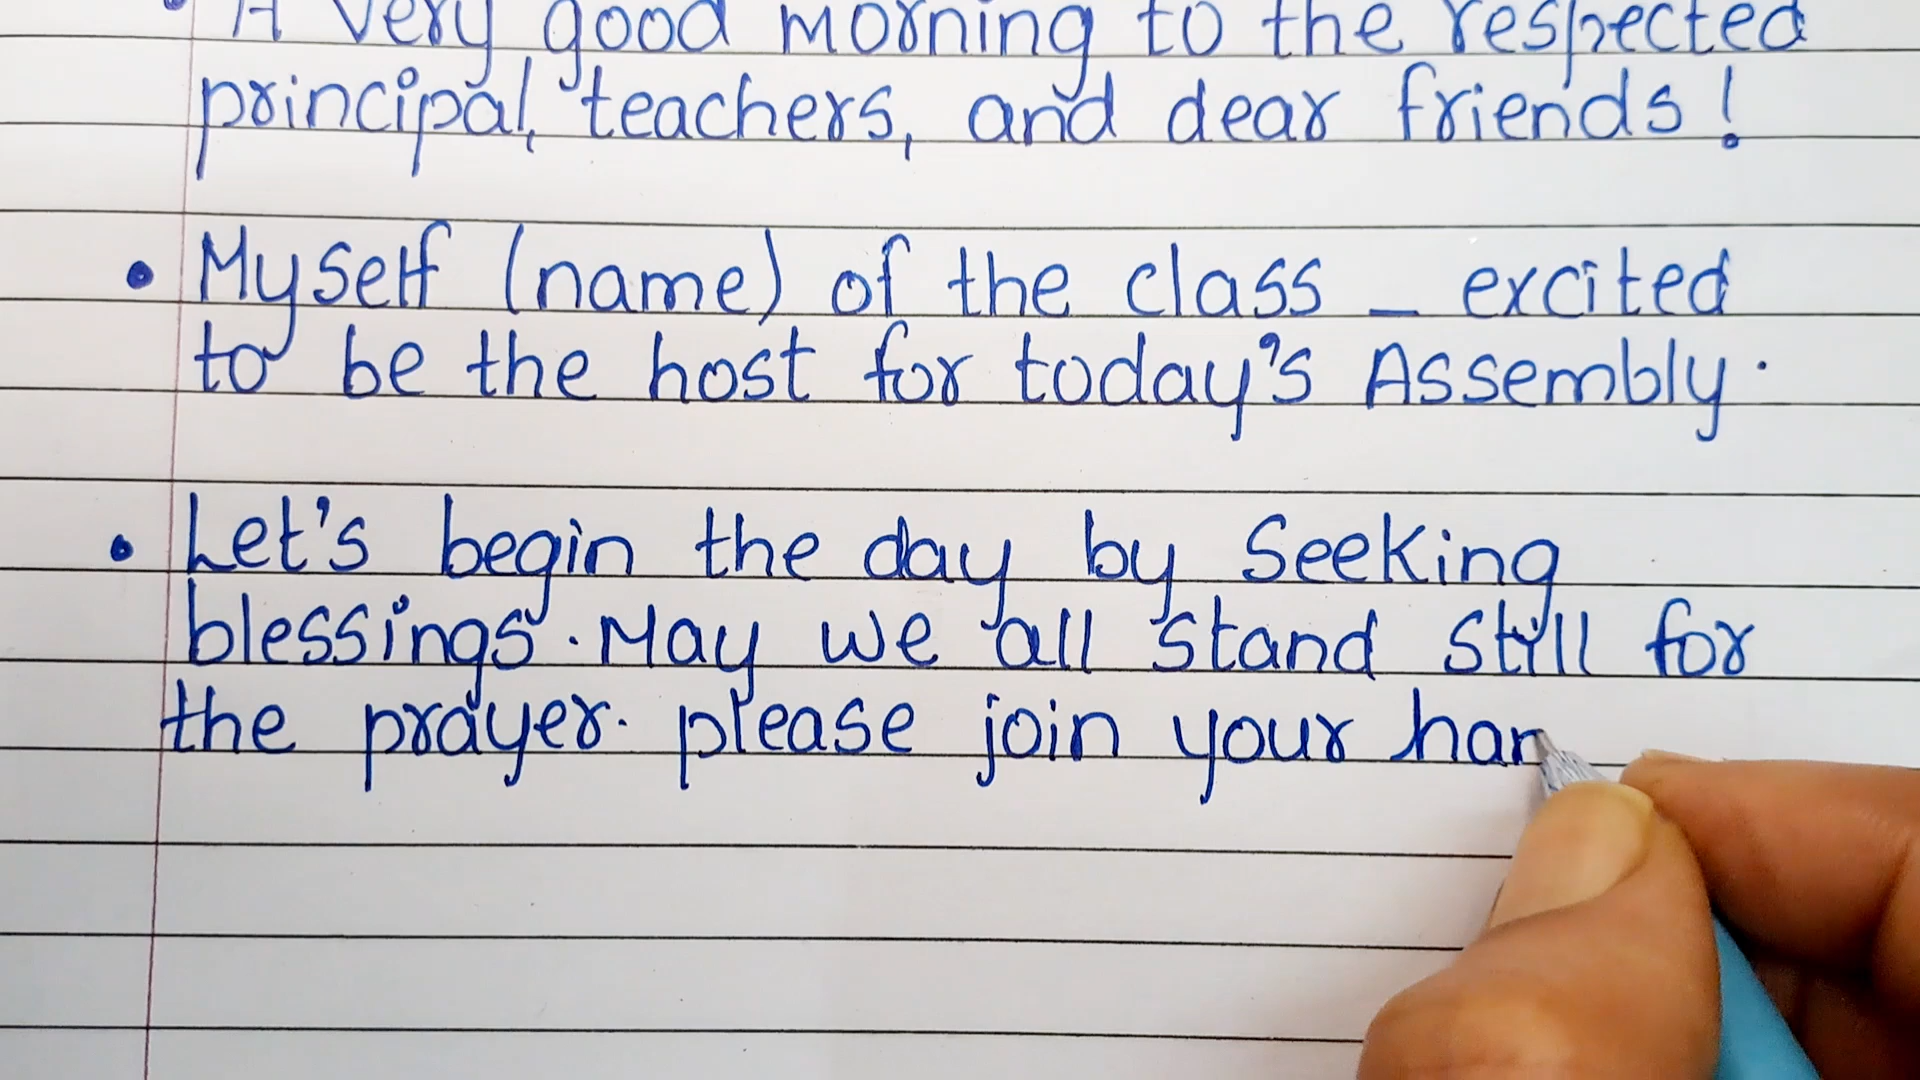 • A very good morning to the respected
principal, teachers, and dear friends!
• Myself (name) of the class _ excited
to be the host for today's Assembly.
• Let's begin the day by Seeking
blessings. May we all stand still for
the prayer. please join your han